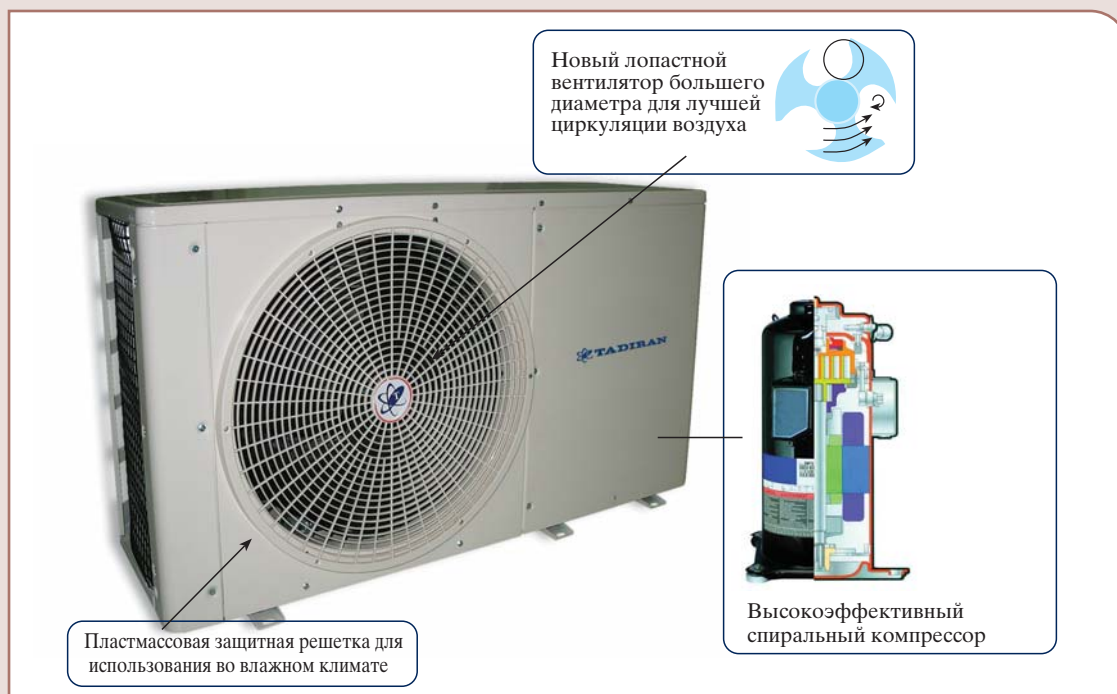 Новый лопастной
вентилятор большего
диаметра для лучшей
циркуляции воздуха
TADIRAN
Высокоэффективный
спиральный компрессор
Пластмассовая защитная решетка для
использования во влажном климате